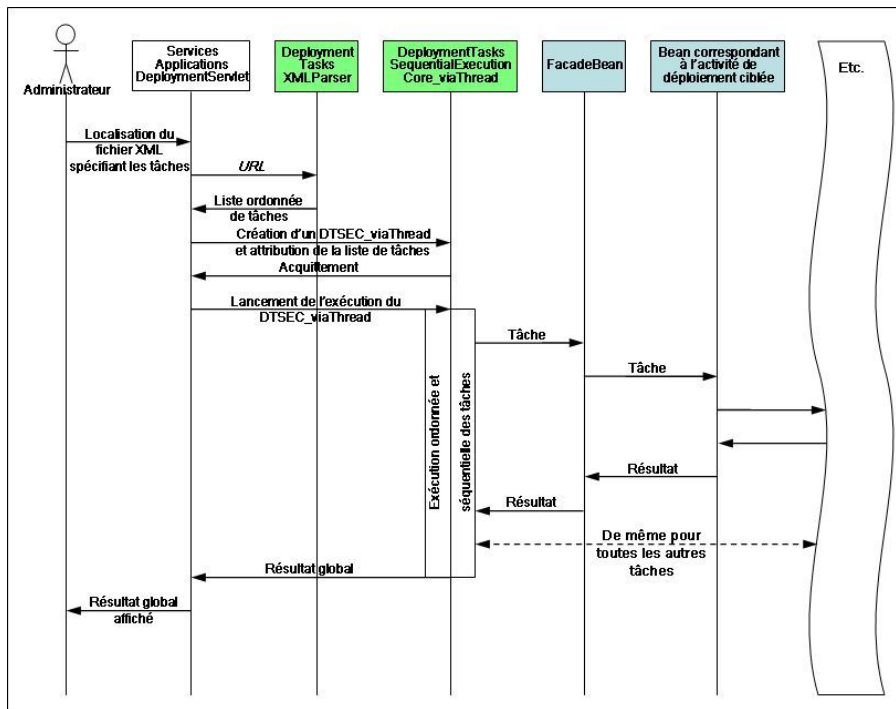 Administrateur
Services
Applications
DeploymentServlet
Deployment
Tasks
XMLParser
DeploymentTasks
SequentialExecution
Core_viaThread
FacadeBean
Bean correspondant
à l'activité de
déploiement ciblée
Etc.
Localisation du
fichier XML
spécifiant les tâches
URL
Liste ordonnée
de tâches
Création d'un DTSEC_viaThread
et attribution de la liste de tâches
Acquittement
Lancement de l'exécution du
DTSEC_viaThread
Exécution ordonnée et
séquentielle des tâches
Tâche
Tâche
Résultat
Résultat
De même pour
toutes les autres
tâches
Résultat global
Résultat global
affiché